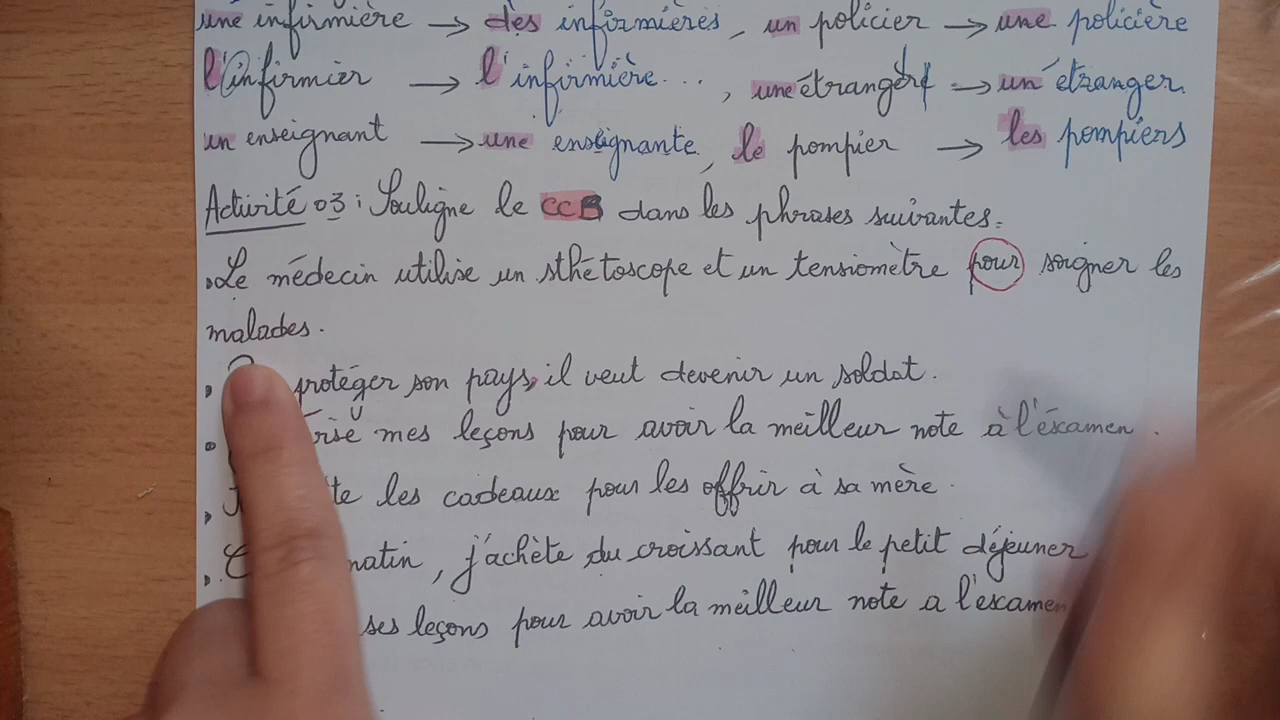 une infirmière → des infirmières, un policier → une policière
l'infirmier → l'infirmière... , une étrangère → un étranger.
un enseignant → une enseignante, le pompier → les pompiers
Activité 03 : Souligne le CCB dans les phrases suivantes.
. Le médecin utilise un sthétoscope et un tensiomètre pour soigner les
malades.
. protéger son pays, il veut devenir un soldat.
. mes leçons pour avoir la meilleur note à l'éxamen.
. les cadeaux pour les offrir à sa mère.
. matin, j'achète du croissant pour le petit déjeuner
ses leçons pour avoir la meilleur note a l'examen